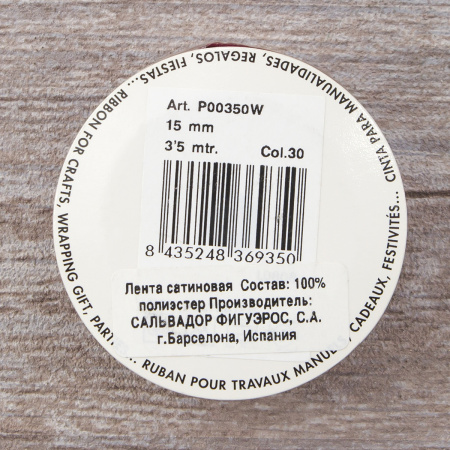 CINTA PARA MANUALIDADES, REGALOS, FIESTAS...
RIBBON FOR CRAFTS, WRAPPING GIFT,
RUBAN POUR TRAVAUX CADEAUX, FESTIVITÉS...
Art. P00350W
15 mm
3'5 mtr. Col.30
8 435248 369350
Лента сатиновая Состав: 100%
полиэстер Производитель:
САЛЬВАДОР ФИГУЭРОС, С.А.
г.Барселона, Испания